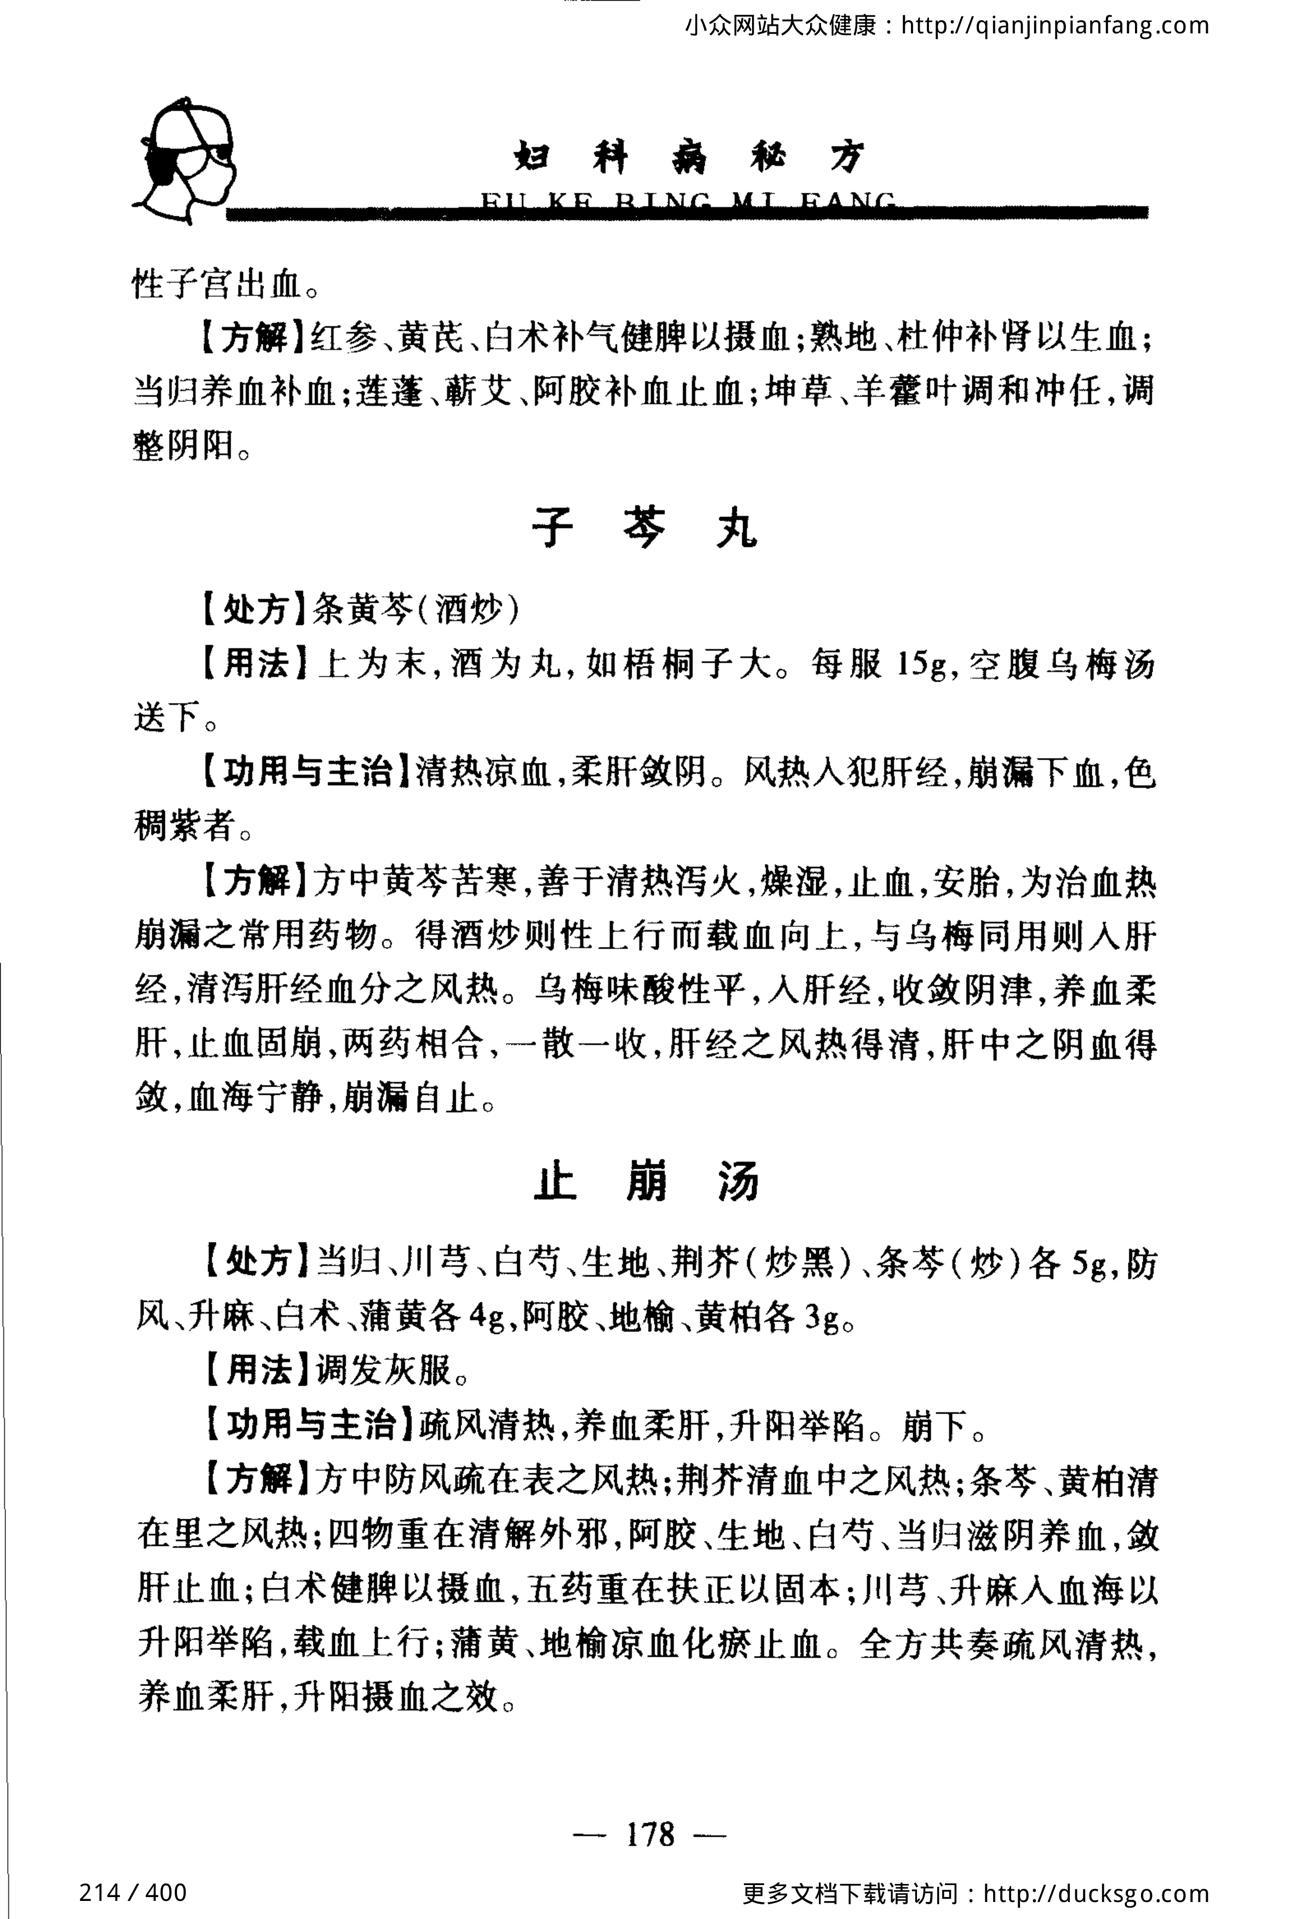 小众网站大众健康：http://qianjinpianfang.com
妇科病秘方
FU KE BING MI FANG
性子宫出血。
【方解】红参、黄芪、白术补气健脾以摄血；熟地、杜仲补肾以生血；
当归养血补血；莲蓬、蕲艾、阿胶补血止血；坤草、羊藿叶调和冲任，调
整阴阳。
子芩丸
【处方】条黄芩（酒炒）
【用法】上为末，酒为丸，如梧桐子大。每服 15g，空腹乌梅汤
送下。
【功用与主治】清热凉血，柔肝敛阴。风热入犯肝经，崩漏下血，色
稠紫者。
【方解】方中黄芩苦寒，善于清热泻火，燥湿，止血，安胎，为治血热
崩漏之常用药物。得酒炒则性上行而载血向上，与乌梅同用则入肝
经，清泻肝经血分之风热。乌梅味酸性平，入肝经，收敛阴津，养血柔
肝，止血固崩，两药相合，一散一收，肝经之风热得清，肝中之阴血得
敛，血海宁静，崩漏自止。
止崩汤
【处方】当归、川芎、白芍、生地、荆芥（炒黑）、条芩（炒）各 5g，防
风、升麻、白术、蒲黄各 4g，阿胶、地榆、黄柏各 3g。
【用法】调发灰服。
【功用与主治】疏风清热，养血柔肝，升阳举陷。崩下。
【方解】方中防风疏在表之风热；荆芥清血中之风热；条芩、黄柏清
在里之风热；四物重在清解外邪，阿胶、生地、白芍、当归滋阴养血，敛
肝止血；白术健脾以摄血，五药重在扶正以固本；川芎、升麻入血海以
升阳举陷，载血上行；蒲黄、地榆凉血化瘀止血。全方共奏疏风清热，
养血柔肝，升阳摄血之效。
— 178 —
214 / 400
更多文档下载请访问：http://ducksgo.com